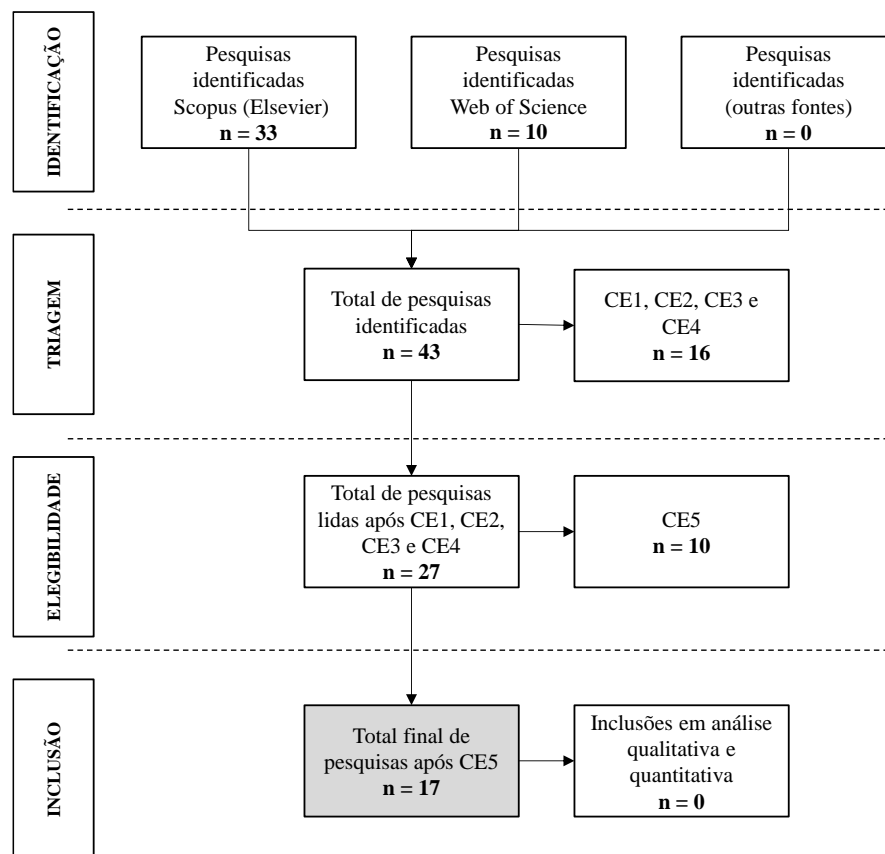 IDENTIFICAÇÃO
Pesquisas
identificadas
Scopus (Elsevier)
n = 33
Pesquisas
identificadas
Web of Science
n = 10
Pesquisas
identificadas
(outras fontes)
n = 0
TRIAGEM
Total de pesquisas
identificadas
n = 43
CE1, CE2, CE3 e
CE4
n = 16
ELEGIBILIDADE
Total de pesquisas
lidas após CE1, CE2,
CE3 e CE4
n = 27
CE5
n = 10
INCLUSÃO
Total final de
pesquisas após CE5
n = 17
Inclusões em análise
qualitativa e
quantitativa
n = 0